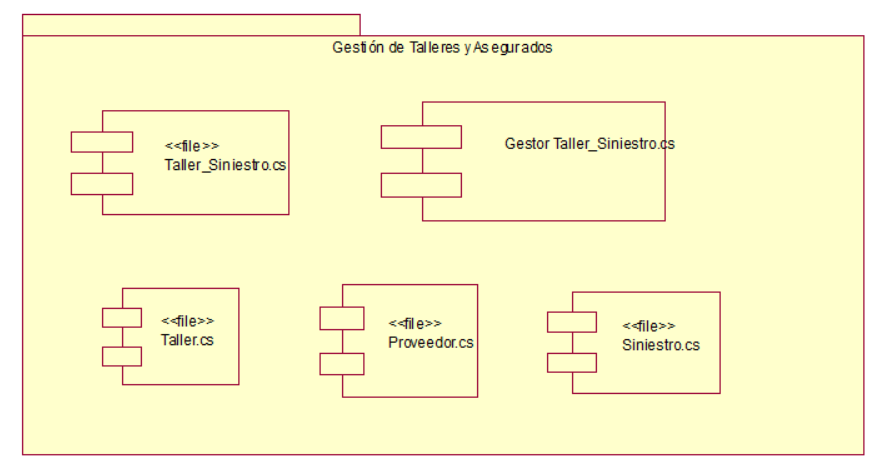 Gestión de Talleres y Asegurados
<<file>>
Taller_Siniestro.cs
Gestor Taller_Siniestro.cs
<<file>>
Taller.cs
<<file>>
Proveedor.cs
<<file>>
Siniestro.cs